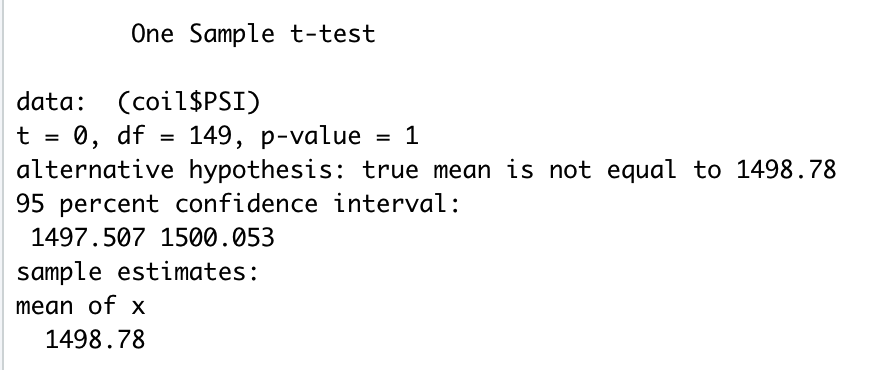 One Sample t-test
data:  (coil$PSI)
t = 0, df = 149, p-value = 1
alternative hypothesis: true mean is not equal to 1498.78
95 percent confidence interval:
1497.507 1500.053
sample estimates:
mean of x
1498.78